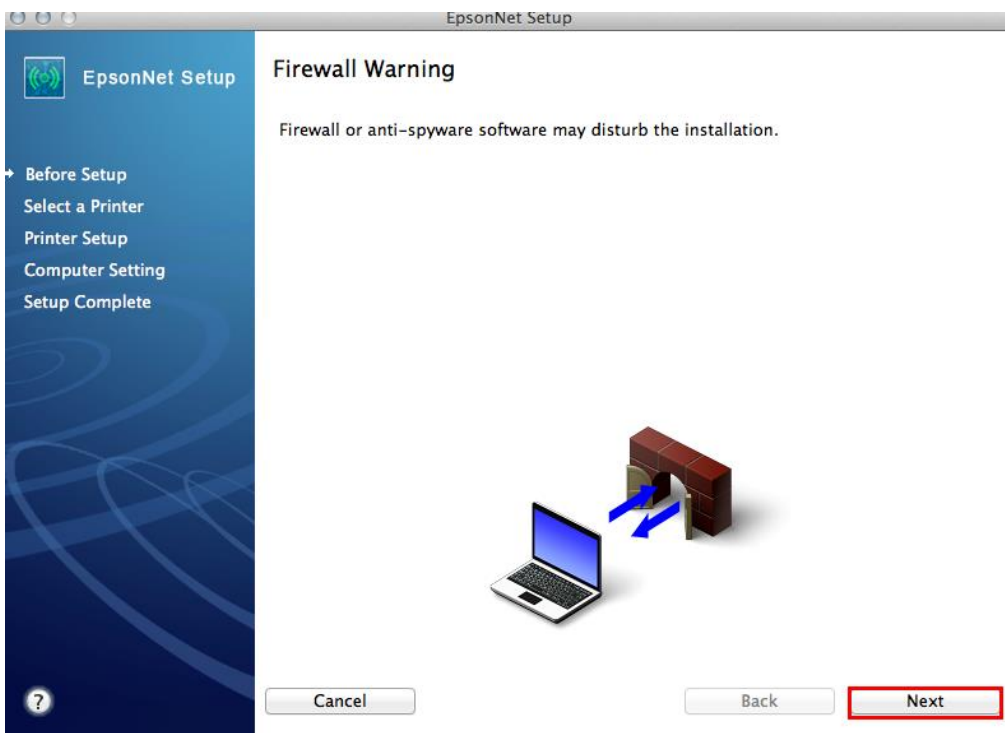 EpsonNet Setup
EpsonNet Setup
Firewall Warning
Firewall or anti-spyware software may disturb the installation.
Before Setup
Select a Printer
Printer Setup
Computer Setting
Setup Complete
?
Cancel
Back
Next